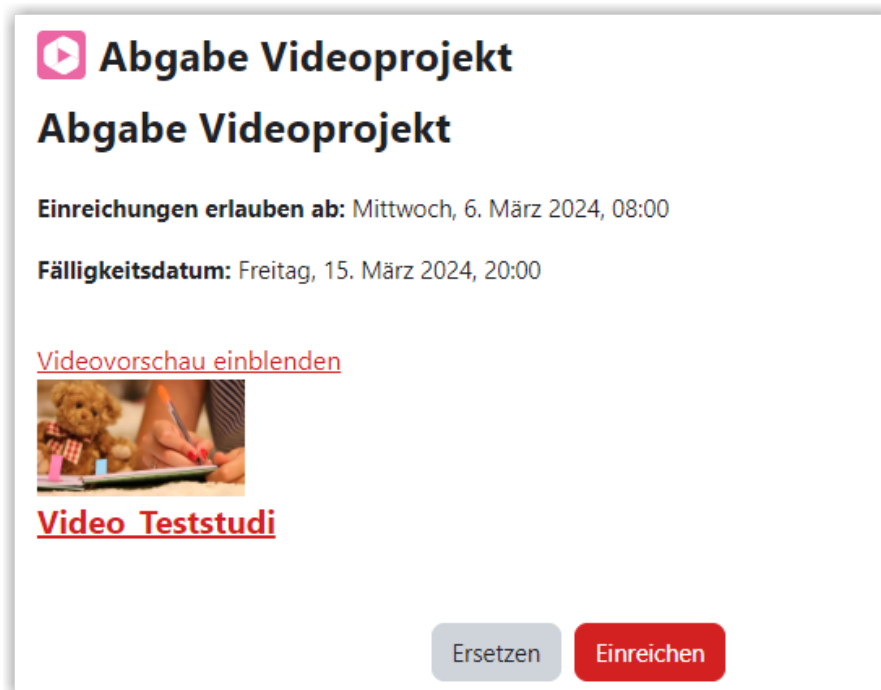 Abgabe Videoprojekt
Abgabe Videoprojekt
Einreichungen erlauben ab: Mittwoch, 6. März 2024, 08:00
Fälligkeitsdatum: Freitag, 15. März 2024, 20:00
Videovorschau einblenden
Video_Teststudi
Ersetzen Einreichen